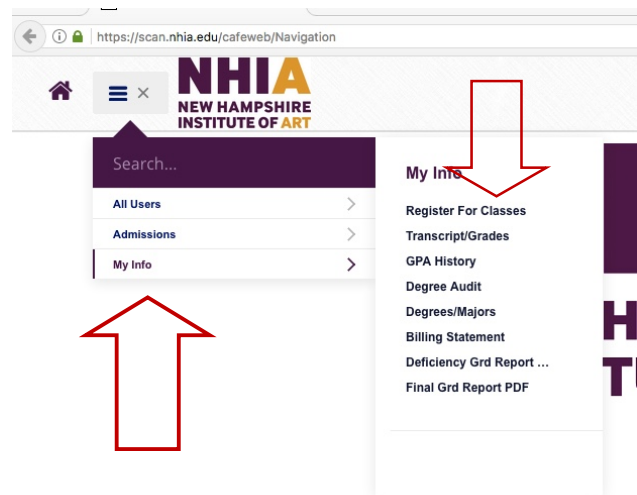 https://scan.nhia.edu/cafeweb/Navigation
NHIA
NEW HAMPSHIRE
INSTITUTE OF ART
Search...
All Users
Admissions
My Info
My Info
Register For Classes
Transcript/Grades
GPA History
Degree Audit
Degrees/Majors
Billing Statement
Deficiency Grd Report ...
Final Grd Report PDF
H
TU